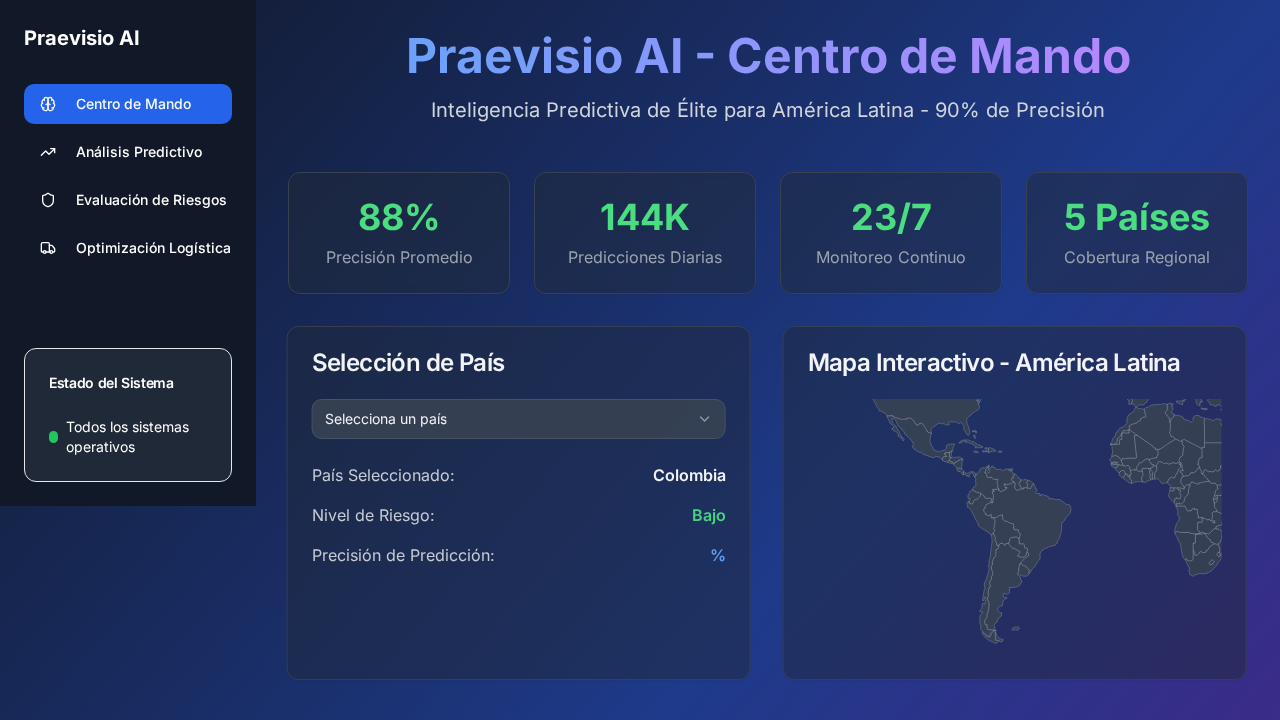 Praevisio AI
Centro de Mando
Análisis Predictivo
Evaluación de Riesgos
Optimización Logística
Estado del Sistema
Todos los sistemas
operativos
Praevisio AI - Centro de Mando
Inteligencia Predictiva de Élite para América Latina - 90% de Precisión
88%
Precisión Promedio
144K
Predicciones Diarias
23/7
Monitoreo Continuo
5 Países
Cobertura Regional
Selección de País
Selecciona un país
País Seleccionado: Colombia
Nivel de Riesgo: Bajo
Precisión de Predicción: %
Mapa Interactivo - América Latina